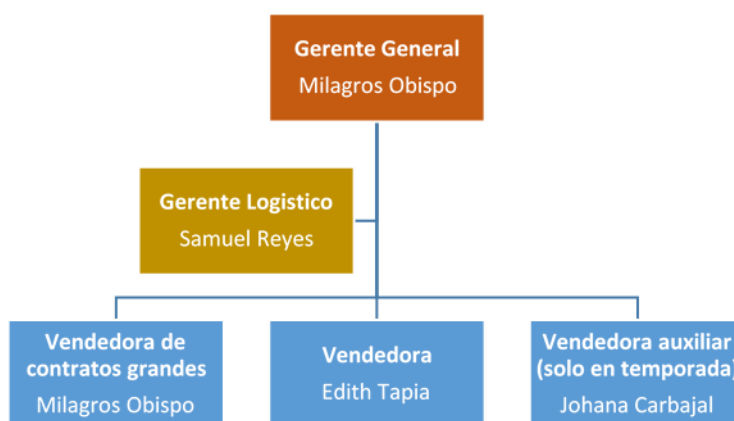 Gerente General
Milagros Obispo
Gerente Logistico
Samuel Reyes
Vendedora de
contratos grandes
Milagros Obispo
Vendedora
Edith Tapia
Vendedora auxiliar
(solo en temporada)
Johana Carbajal